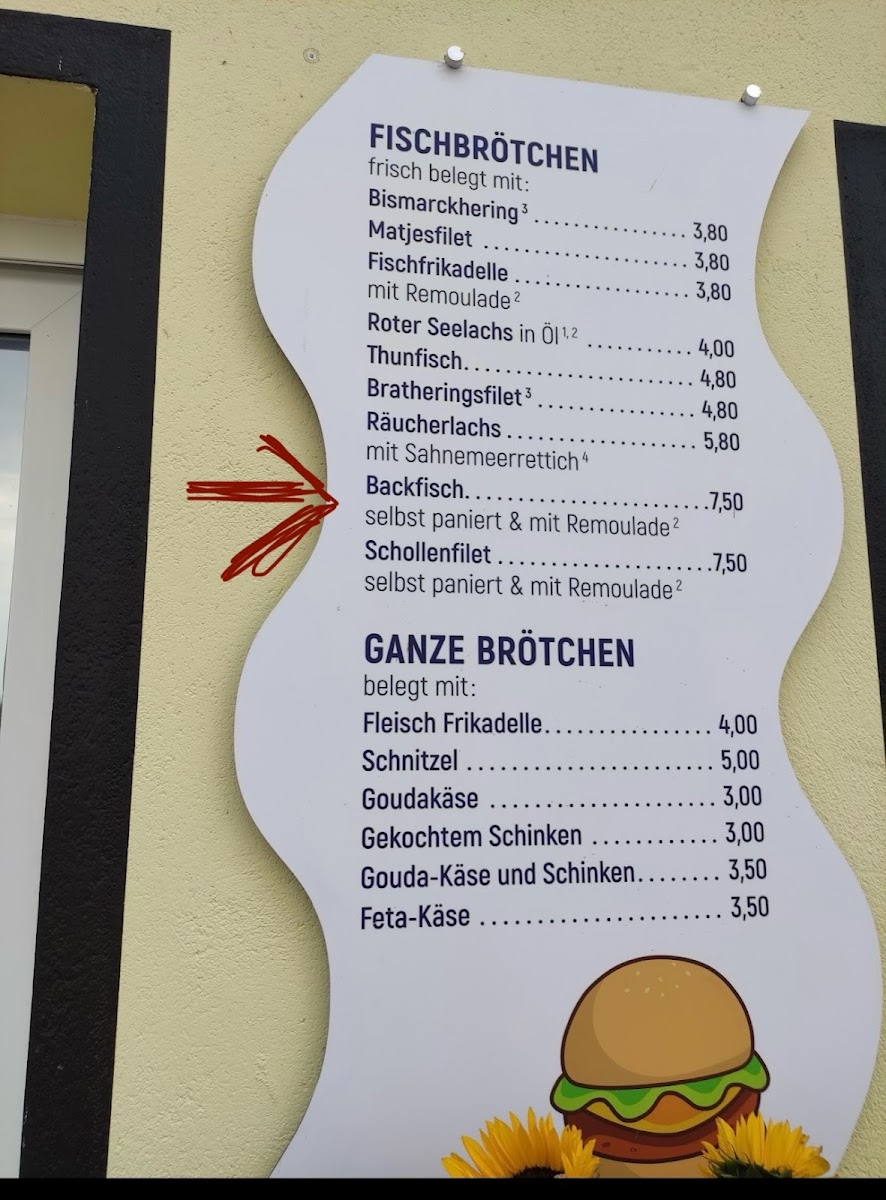 FISCHBRÖTCHEN
frisch belegt mit:
Bismarckhering³ ................ 3,80
Matjesfilet ..................... 3,80
Fischfrikadelle .................. 3,80
mit Remoulade²
Roter Seelachs in Öl¹,² .......... 4,00
Thunfisch....................... 4,80
Bratheringsfilet³ ................ 4,80
Räucherlachs .................... 5,80
mit Sahnemeerrettich⁴
Backfisch.........................7,50
selbst paniert & mit Remoulade²
Schollenfilet ......................7,50
selbst paniert & mit Remoulade²
GANZE BRÖTCHEN
belegt mit:
Fleisch Frikadelle................ 4,00
Schnitzel ....................... 5,00
Goudakäse ..................... 3,00
Gekochtem Schinken ............ 3,00
Gouda-Käse und Schinken........ 3,50
Feta-Käse ...................... 3,50